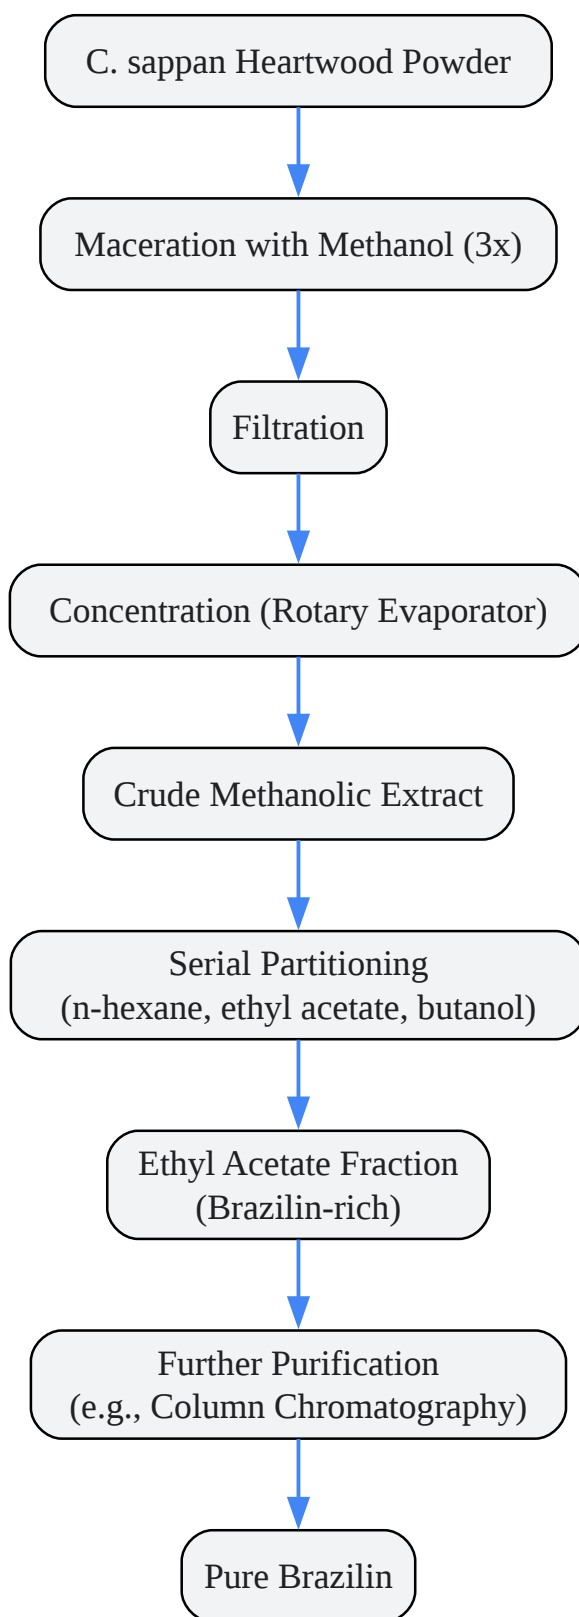 C. sappan Heartwood Powder
Maceration with Methanol (3x)
Filtration
Concentration (Rotary Evaporator)
Crude Methanolic Extract
Serial Partitioning
(n-hexane, ethyl acetate, butanol)
Ethyl Acetate Fraction
(Brazilin-rich)
Further Purification
(e.g., Column Chromatography)
Pure Brazilin